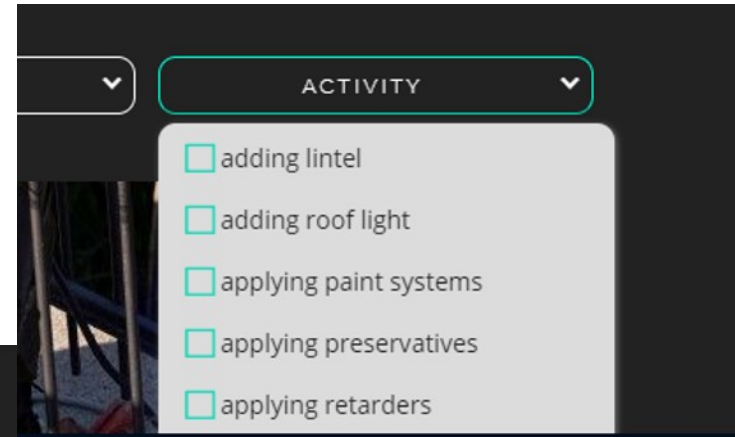 ACTIVITY
adding lintel
adding roof light
applying paint systems
applying preservatives
applying retarders